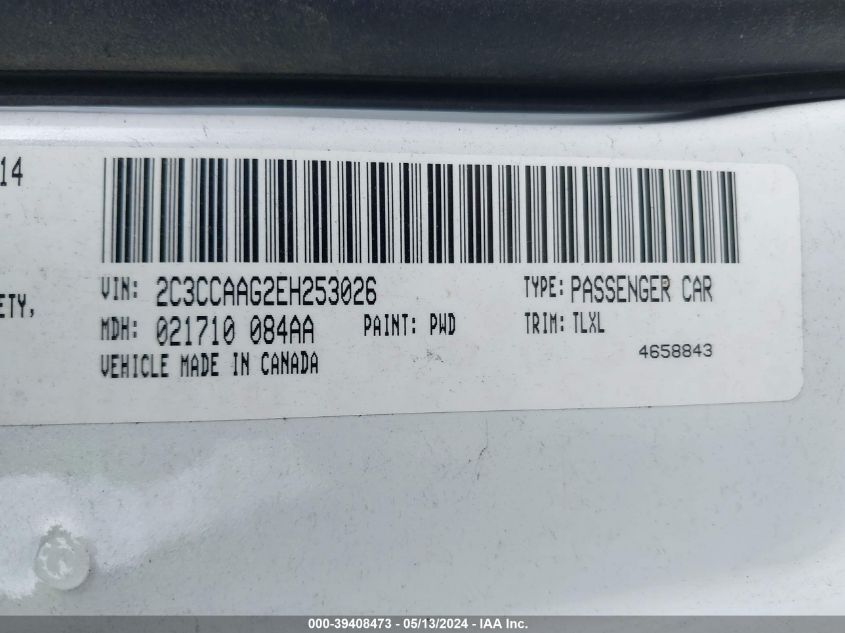 14
ETY,
VIN: 2C3CCAAG2EH253026 TYPE: PASSENGER CAR
MDH: 021710 084AA PAINT: PWD TRIM: TLXL
VEHICLE MADE IN CANADA 4658843
000-39408473 - 05/13/2024 - IAA Inc.